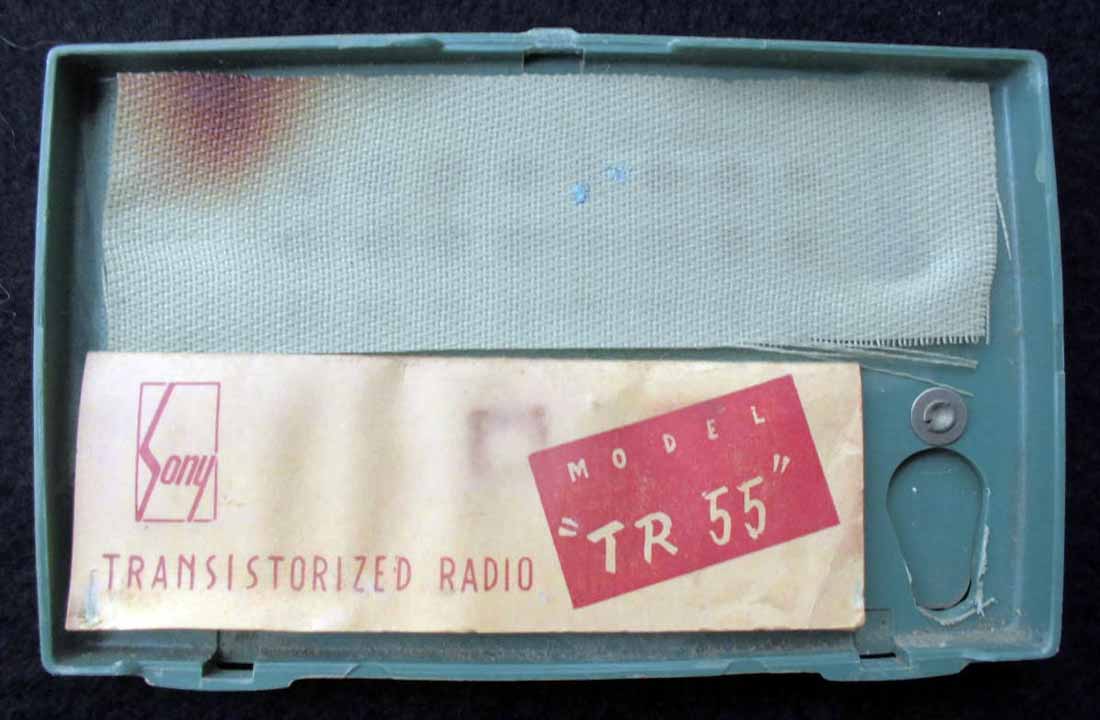 Sony
MODEL
"TR 55"
TRANSISTORIZED RADIO